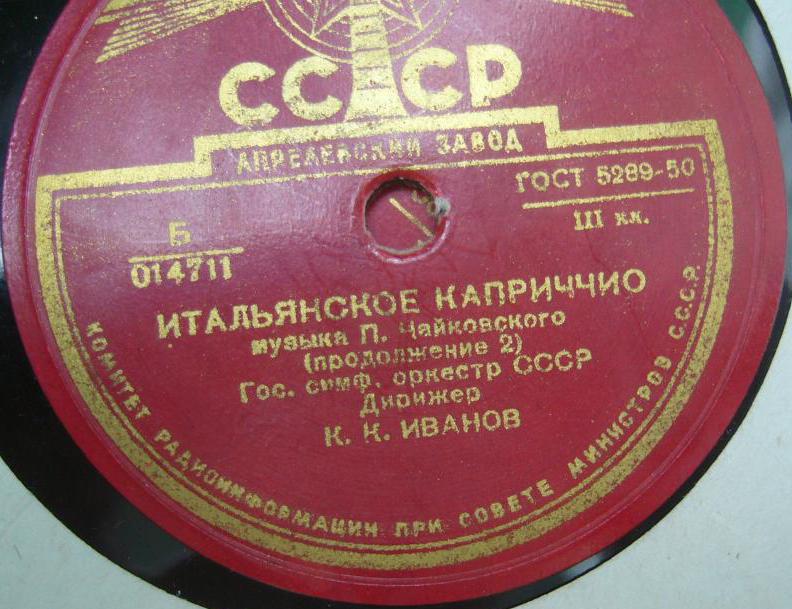 СССР
АПРЕЛЕВСКИЙ ЗАВОД
ГОСТ 5289-50
III кл.
Б
014711
ИТАЛЬЯНСКОЕ КАПРИЧЧИО
музыка П. Чайковского
(продолжение 2)
Гос. симф. оркестр СССР
Дирижер
К. К. ИВАНОВ
КОМИТЕТ РАДИОИНФОРМАЦИИ ПРИ СОВЕТЕ МИНИСТРОВ СССР